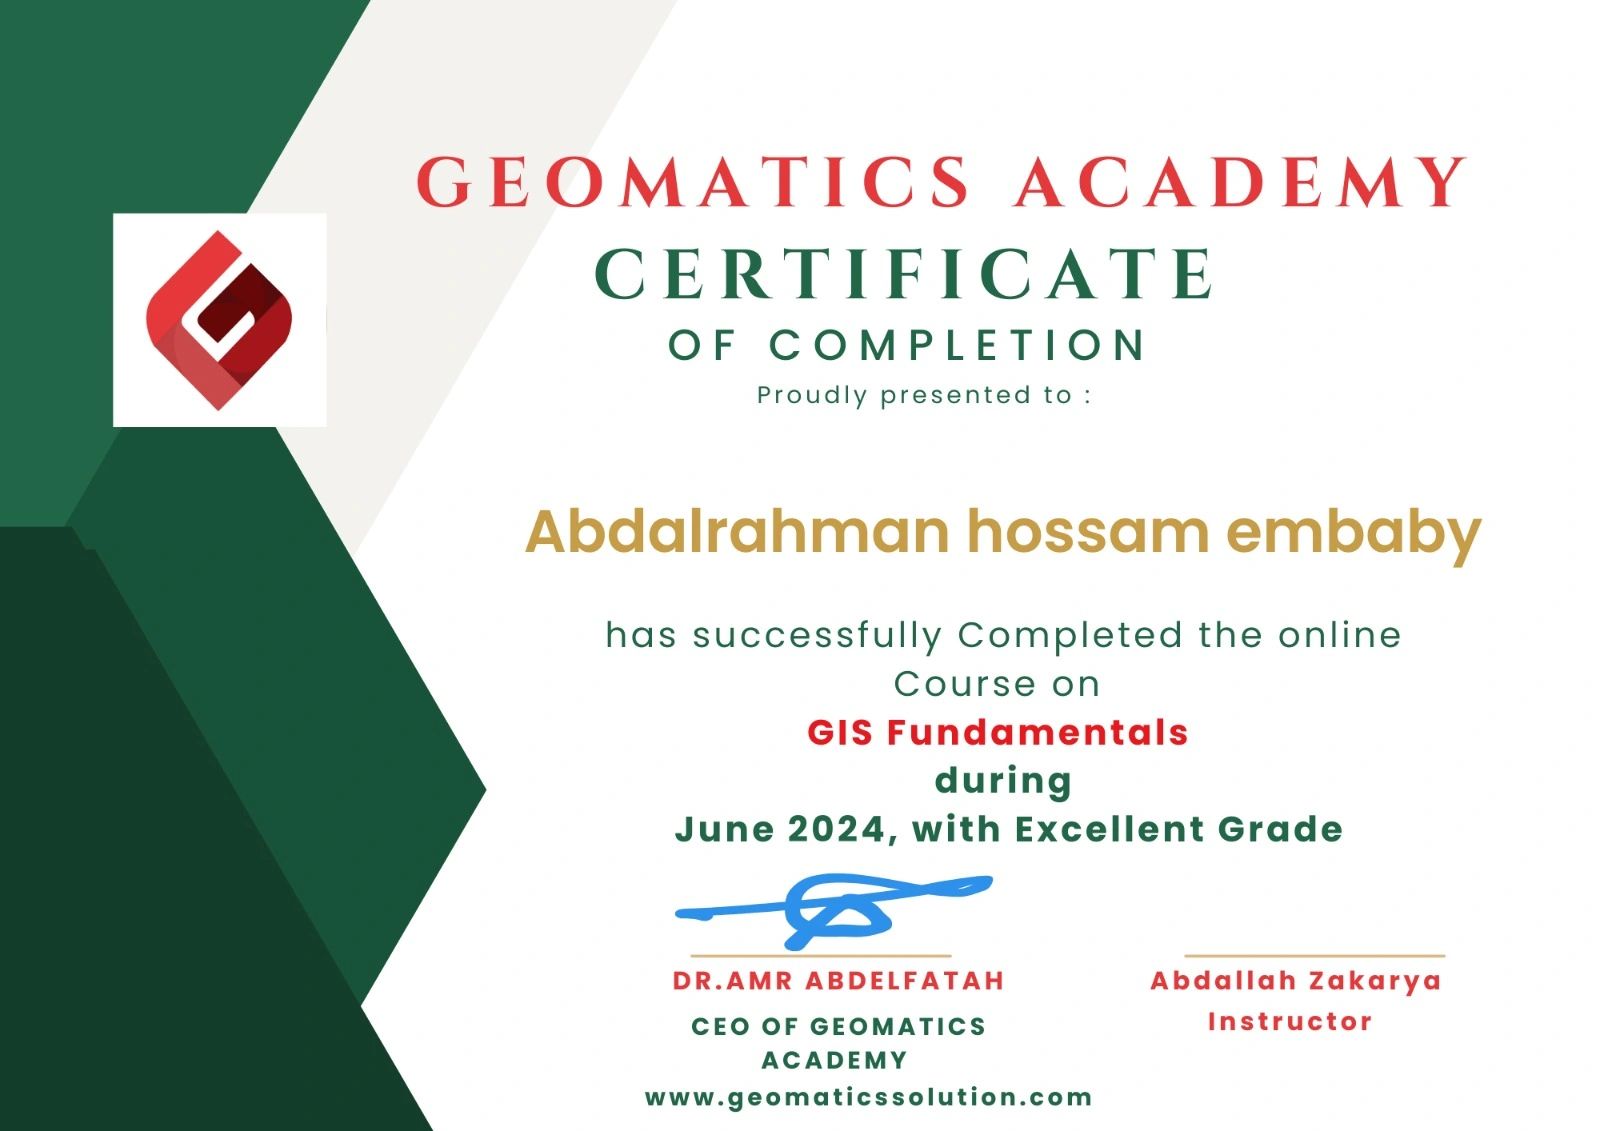 GEOMATICS ACADEMY
CERTIFICATE
OF COMPLETION
Proudly presented to :
Abdalrahman hossam embaby
has successfully Completed the online
Course on
GIS Fundamentals
during
June 2024, with Excellent Grade
DR.AMR ABDELFATAH
CEO OF GEOMATICS
ACADEMY
www.geomaticssolution.com
Abdallah Zakarya
Instructor